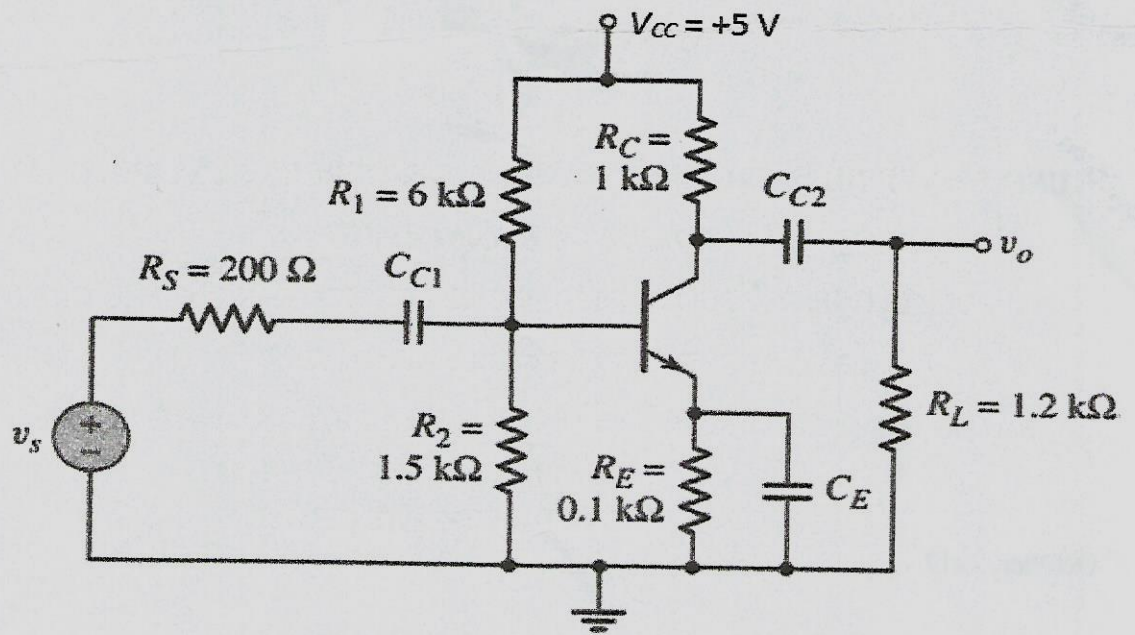 V_CC = +5 V
R_C =
1 kΩ
R_1 = 6 kΩ
C_C2
v_o
R_S = 200 Ω
C_C1
v_s
+
−
R_2 =
1.5 kΩ
R_E =
0.1 kΩ
C_E
R_L = 1.2 kΩ